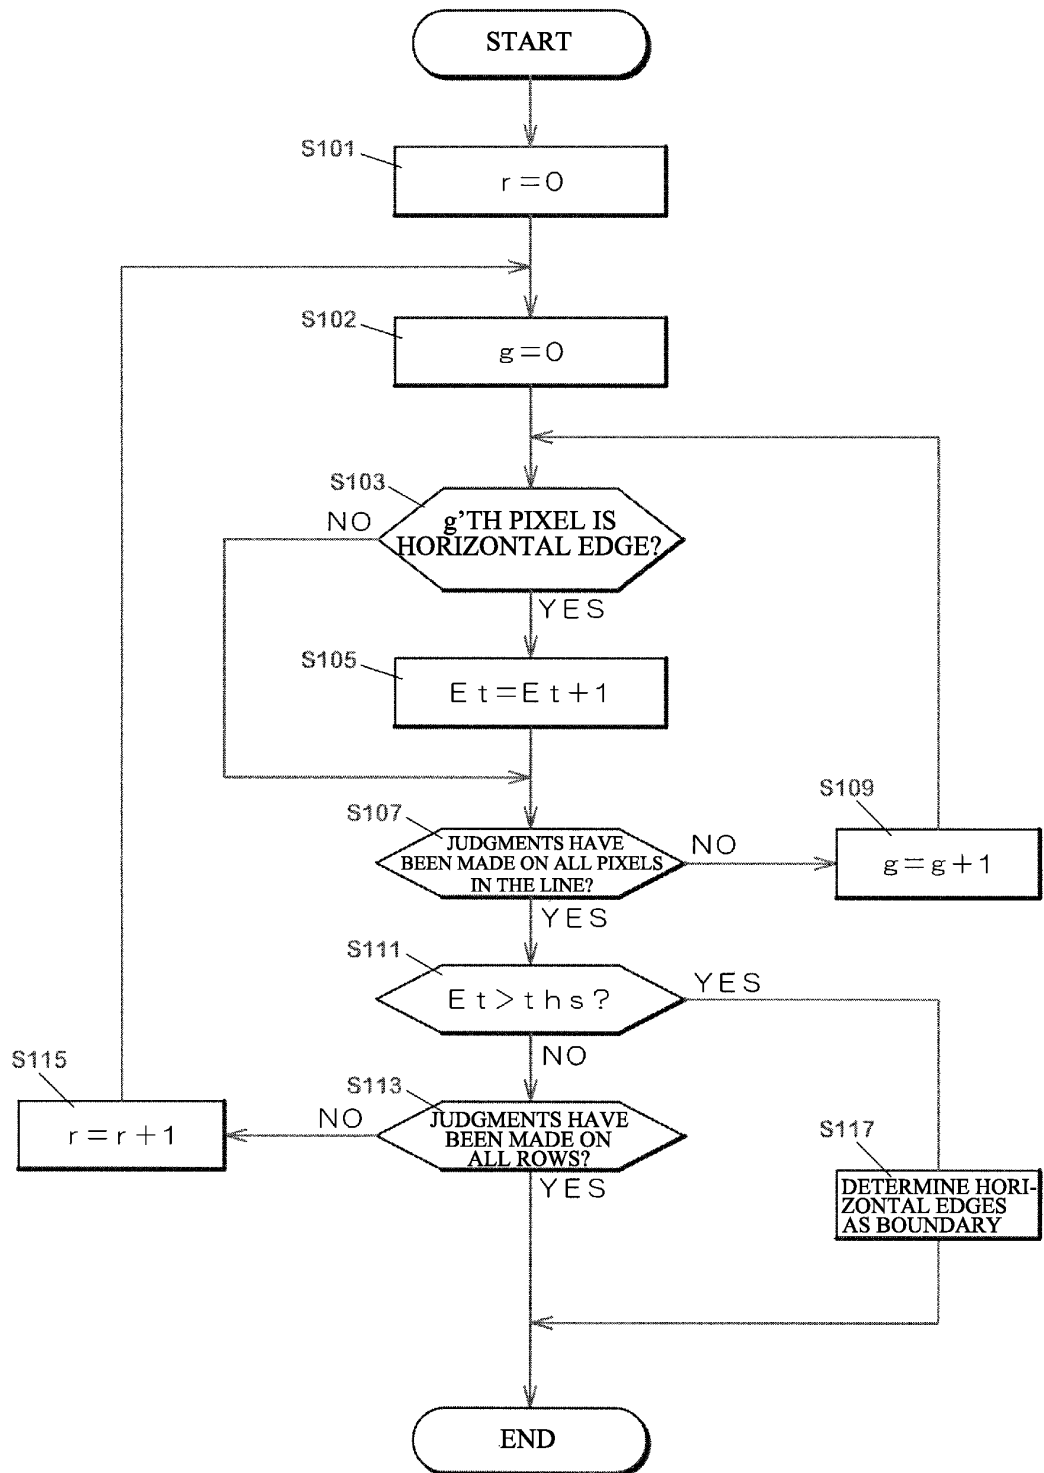 START
S101
r=0
S102
g=0
S103
NO
g'TH PIXEL IS
HORIZONTAL EDGE?
YES
S105
Et=Et+1
S107
JUDGMENTS HAVE
BEEN MADE ON ALL PIXELS
IN THE LINE?
NO
S109
g=g+1
YES
S111
Et>ths?
YES
NO
S113
JUDGMENTS HAVE
BEEN MADE ON
ALL ROWS?
NO
S115
r=r+1
YES
S117
DETERMINE HORI-
ZONTAL EDGES
AS BOUNDARY
END